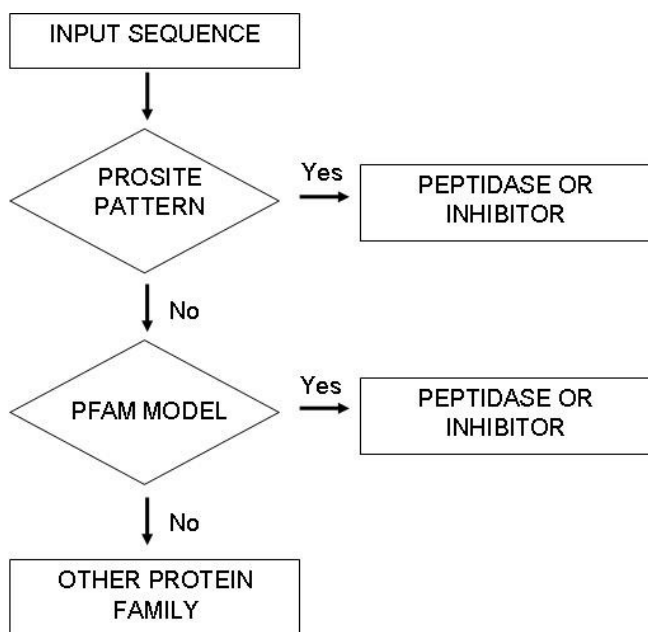 INPUT SEQUENCE
PROSITE
PATTERN
Yes
PEPTIDASE OR
INHIBITOR
No
PFAM MODEL
Yes
PEPTIDASE OR
INHIBITOR
No
OTHER PROTEIN
FAMILY